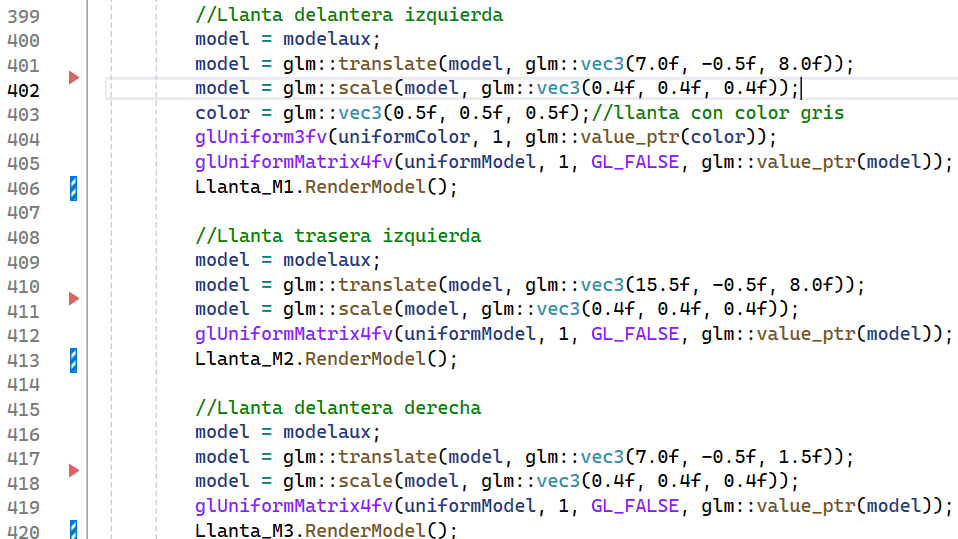 399 //Llanta delantera izquierda
400 model = modelaux;
401 model = glm::translate(model, glm::vec3(7.0f, -0.5f, 8.0f));
402 model = glm::scale(model, glm::vec3(0.4f, 0.4f, 0.4f));
403 color = glm::vec3(0.5f, 0.5f, 0.5f);//llanta con color gris
404 glUniform3fv(uniformColor, 1, glm::value_ptr(color));
405 glUniformMatrix4fv(uniformModel, 1, GL_FALSE, glm::value_ptr(model));
406 Llanta_M1.RenderModel();
407
408 //Llanta trasera izquierda
409 model = modelaux;
410 model = glm::translate(model, glm::vec3(15.5f, -0.5f, 8.0f));
411 model = glm::scale(model, glm::vec3(0.4f, 0.4f, 0.4f));
412 glUniformMatrix4fv(uniformModel, 1, GL_FALSE, glm::value_ptr(model));
413 Llanta_M2.RenderModel();
414
415 //Llanta delantera derecha
416 model = modelaux;
417 model = glm::translate(model, glm::vec3(7.0f, -0.5f, 1.5f));
418 model = glm::scale(model, glm::vec3(0.4f, 0.4f, 0.4f));
419 glUniformMatrix4fv(uniformModel, 1, GL_FALSE, glm::value_ptr(model));
420 Llanta_M3.RenderModel();